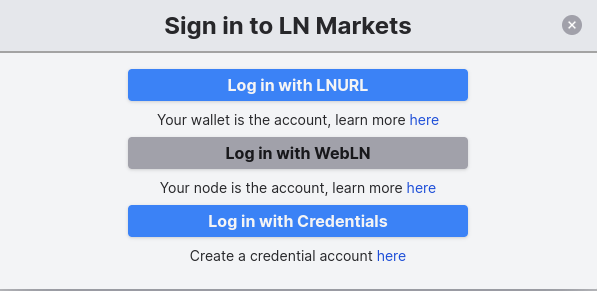 Sign in to LN Markets
Log in with LNURL
Your wallet is the account, learn more here
Log in with WebLN
Your node is the account, learn more here
Log in with Credentials
Create a credential account here